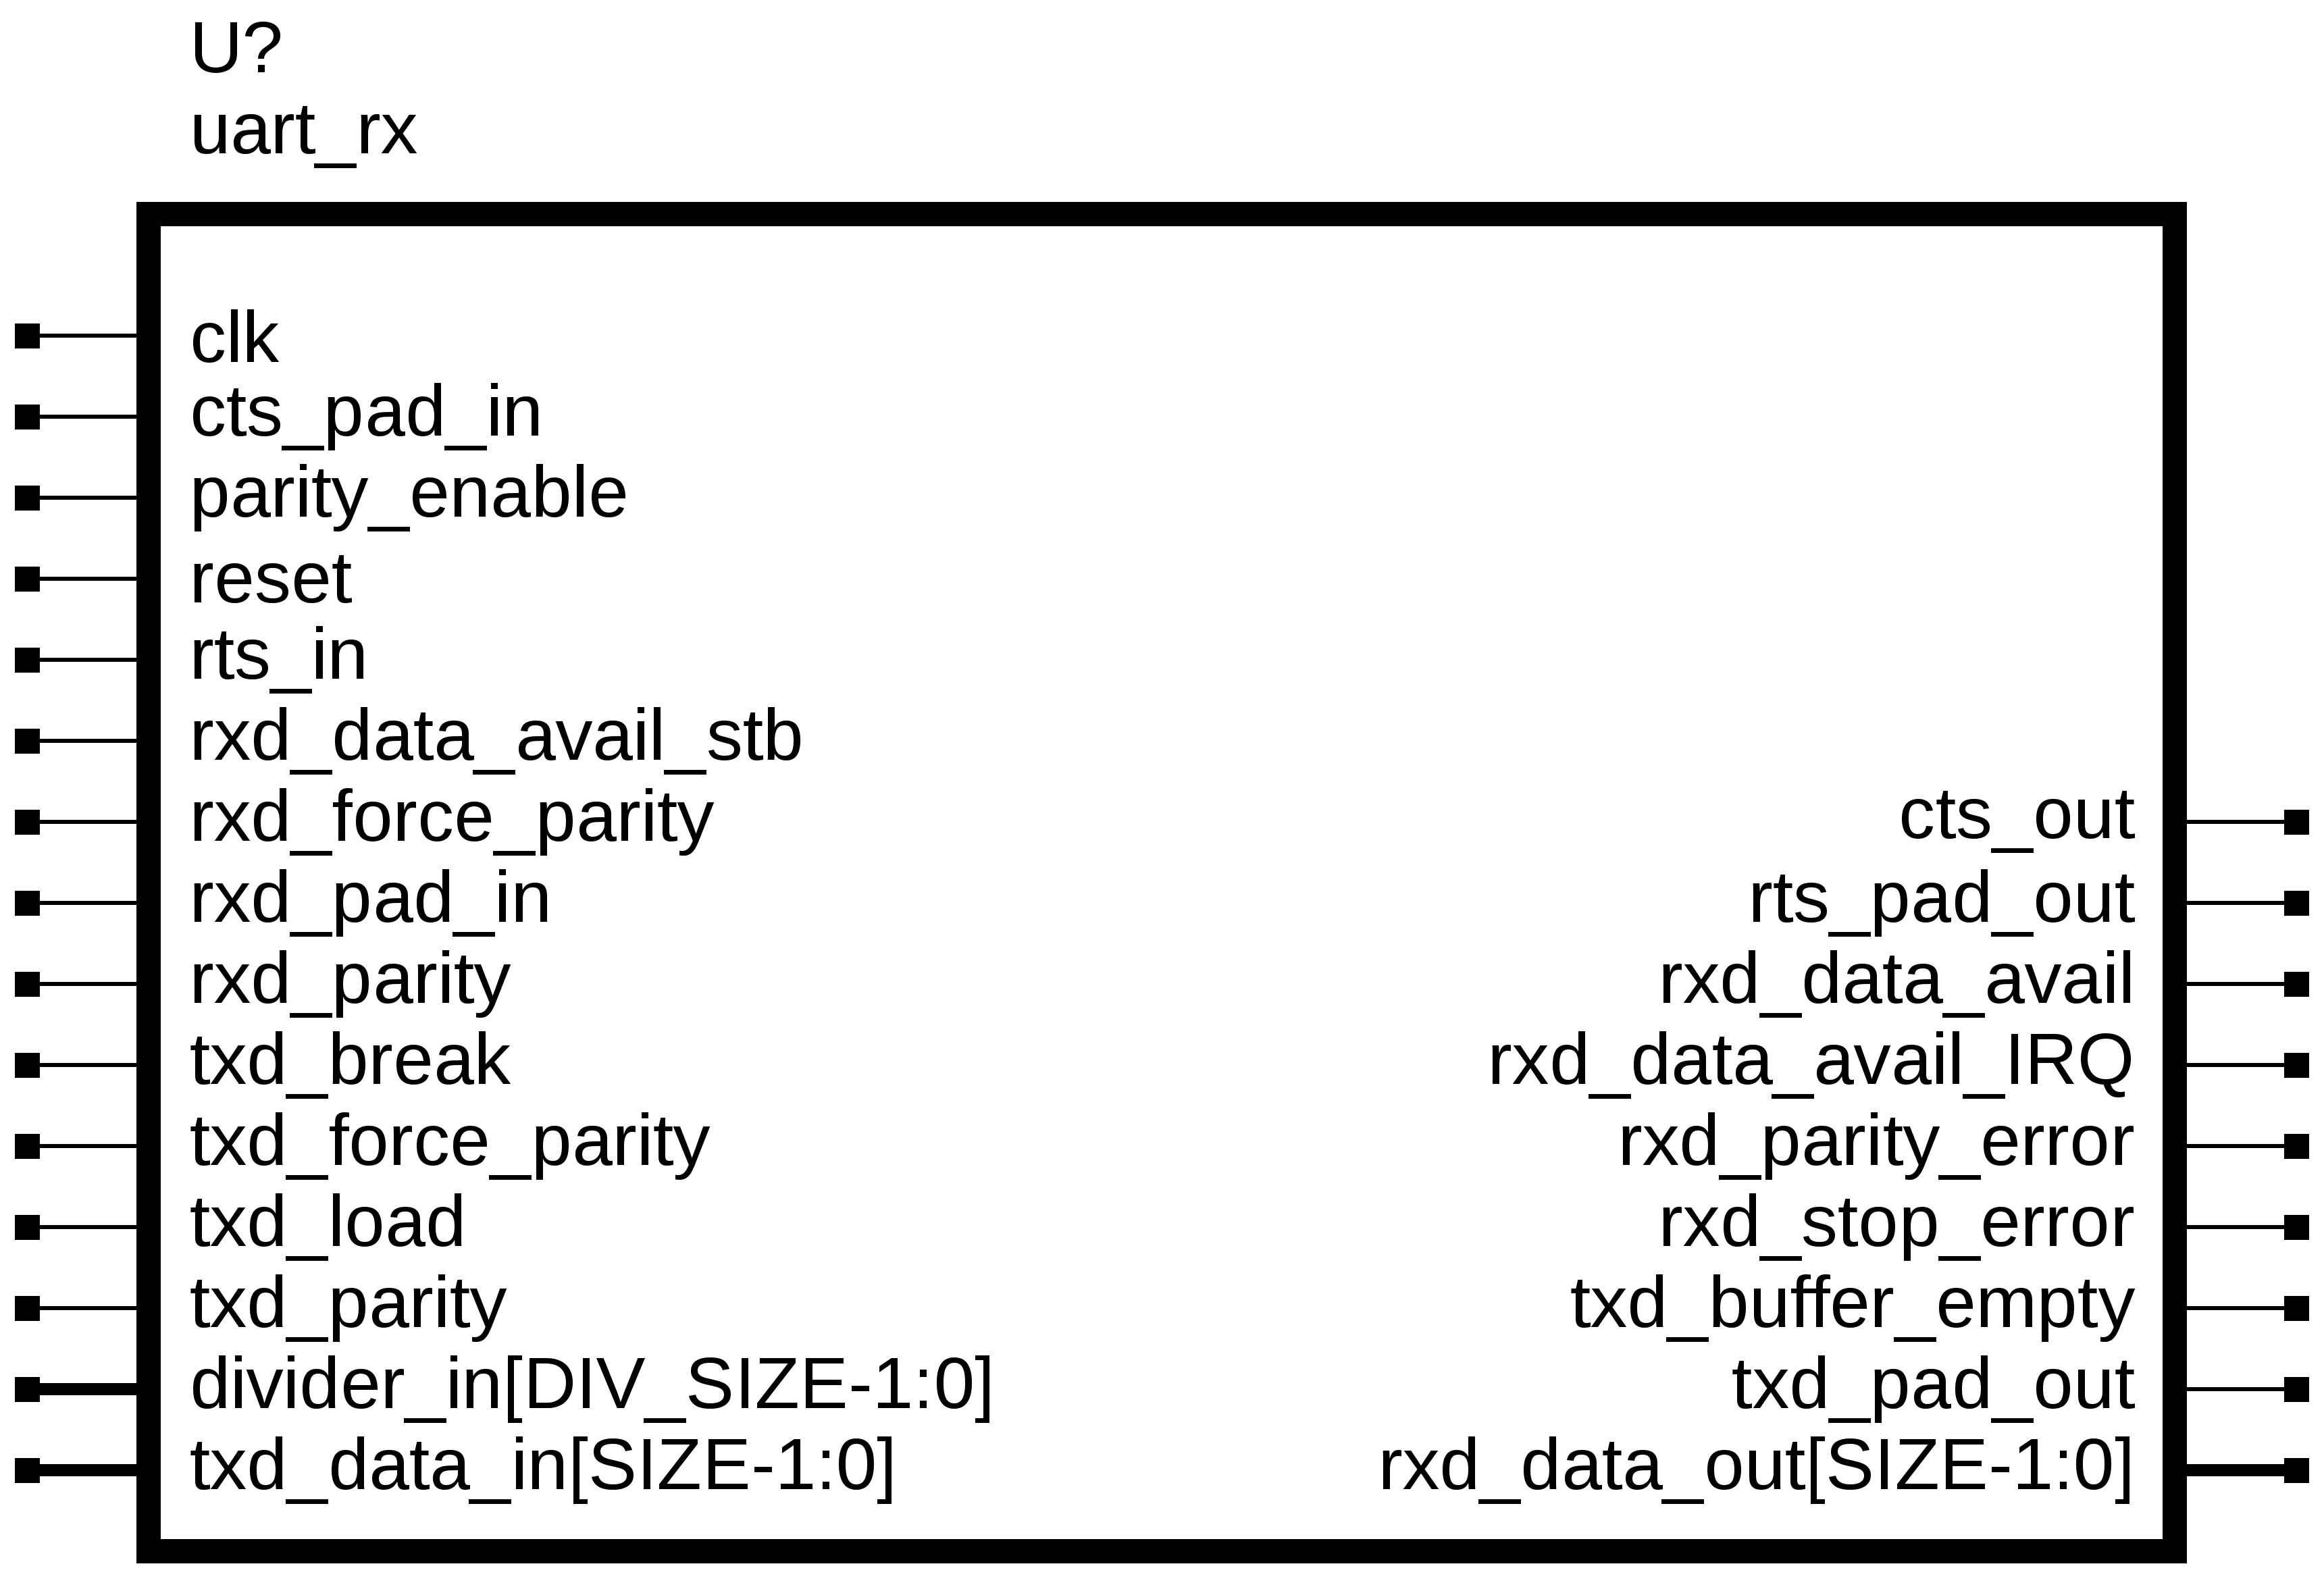 U?
uart_rx
clk
cts_pad_in
parity_enable
reset
rts_in
rxd_data_avail_stb
rxd_force_parity
rxd_pad_in
rxd_parity
txd_break
txd_force_parity
txd_load
txd_parity
divider_in[DIV_SIZE-1:0]
txd_data_in[SIZE-1:0]
cts_out
rts_pad_out
rxd_data_avail
rxd_data_avail_IRQ
rxd_parity_error
rxd_stop_error
txd_buffer_empty
txd_pad_out
rxd_data_out[SIZE-1:0]